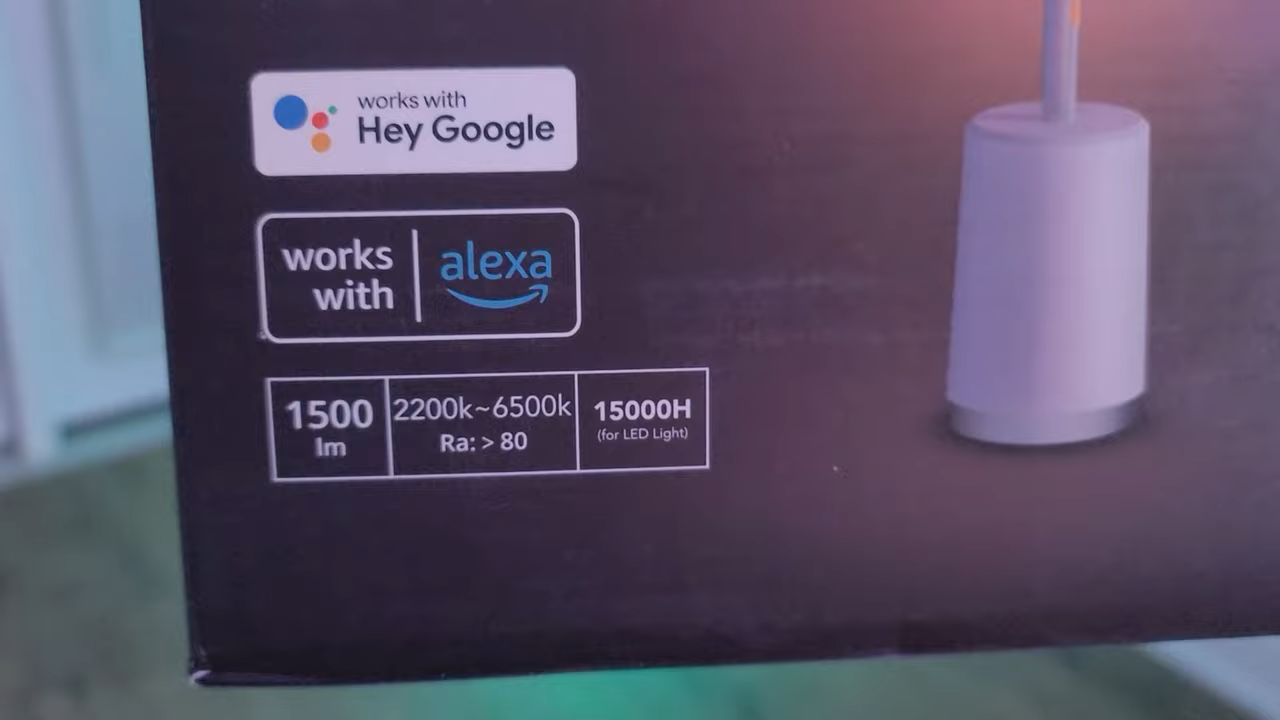 works with
Hey Google
works
with
alexa
1500
lm
2200k~6500k
Ra: > 80
15000H
(for LED Light)